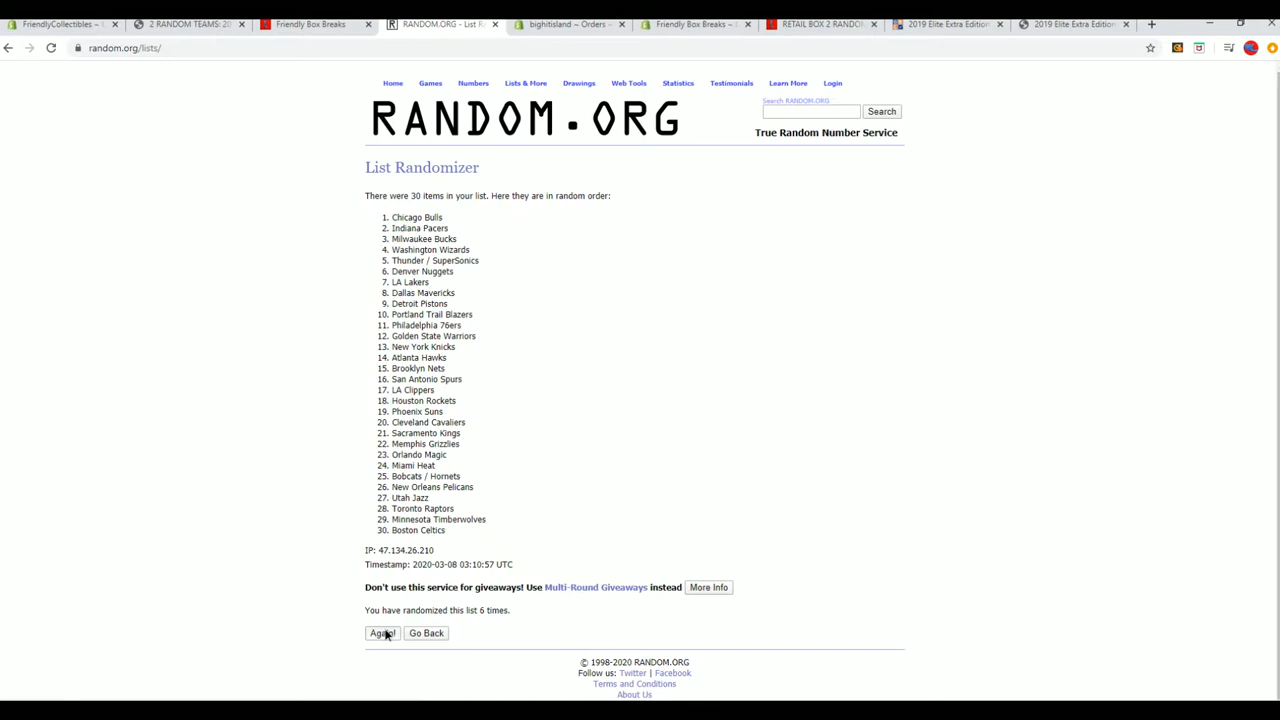 FriendlyCollectibles ~ 2 RANDOM TEAMS: 20 Friendly Box Breaks RANDOM.ORG - List R bighitisland ~ Orders ~ Friendly Box Breaks ~ RETAIL BOX 2 RANDO 2019 Elite Extra Edition 2019 Elite Extra Edition
random.org/lists/
Home Games Numbers Lists & More Drawings Web Tools Statistics Testimonials Learn More Login
RANDOM.ORG
Search RANDOM.ORG
Search
True Random Number Service
List Randomizer
There were 30 items in your list. Here they are in random order:
1. Chicago Bulls
2. Indiana Pacers
3. Milwaukee Bucks
4. Washington Wizards
5. Thunder / SuperSonics
6. Denver Nuggets
7. LA Lakers
8. Dallas Mavericks
9. Detroit Pistons
10. Portland Trail Blazers
11. Philadelphia 76ers
12. Golden State Warriors
13. New York Knicks
14. Atlanta Hawks
15. Brooklyn Nets
16. San Antonio Spurs
17. LA Clippers
18. Houston Rockets
19. Phoenix Suns
20. Cleveland Cavaliers
21. Sacramento Kings
22. Memphis Grizzlies
23. Orlando Magic
24. Miami Heat
25. Bobcats / Hornets
26. New Orleans Pelicans
27. Utah Jazz
28. Toronto Raptors
29. Minnesota Timberwolves
30. Boston Celtics
IP: 47.134.26.210
Timestamp: 2020-03-08 03:10:57 UTC
Don't use this service for giveaways! Use Multi-Round Giveaways instead More Info
You have randomized this list 6 times.
Again! Go Back
© 1998-2020 RANDOM.ORG
Follow us: Twitter | Facebook
Terms and Conditions
About Us